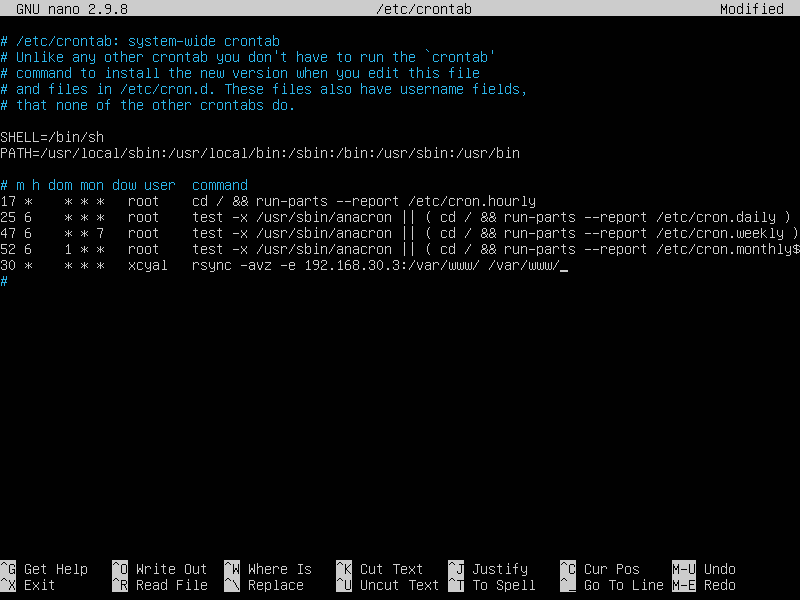 GNU nano 2.9.8 /etc/crontab Modified
# /etc/crontab: system-wide crontab
# Unlike any other crontab you don't have to run the `crontab'
# command to install the new version when you edit this file
# and files in /etc/cron.d. These files also have username fields,
# that none of the other crontabs do.
SHELL=/bin/sh
PATH=/usr/local/sbin:/usr/local/bin:/sbin:/bin:/usr/sbin:/usr/bin
# m h dom mon dow user  command
17 *    * * *   root    cd / && run-parts --report /etc/cron.hourly
25 6    * * *   root    test -x /usr/sbin/anacron || ( cd / && run-parts --report /etc/cron.daily )
47 6    * * 7   root    test -x /usr/sbin/anacron || ( cd / && run-parts --report /etc/cron.weekly )
52 6    1 * *   root    test -x /usr/sbin/anacron || ( cd / && run-parts --report /etc/cron.monthly$
30 *    * * *   xcyal   rsync -avz -e 192.168.30.3:/var/www/ /var/www/_
#
^G Get Help ^O Write Out ^W Where Is ^K Cut Text ^J Justify ^C Cur Pos M-U Undo
^X Exit ^R Read File ^\ Replace ^U Uncut Text ^T To Spell ^_ Go To Line M-E Redo